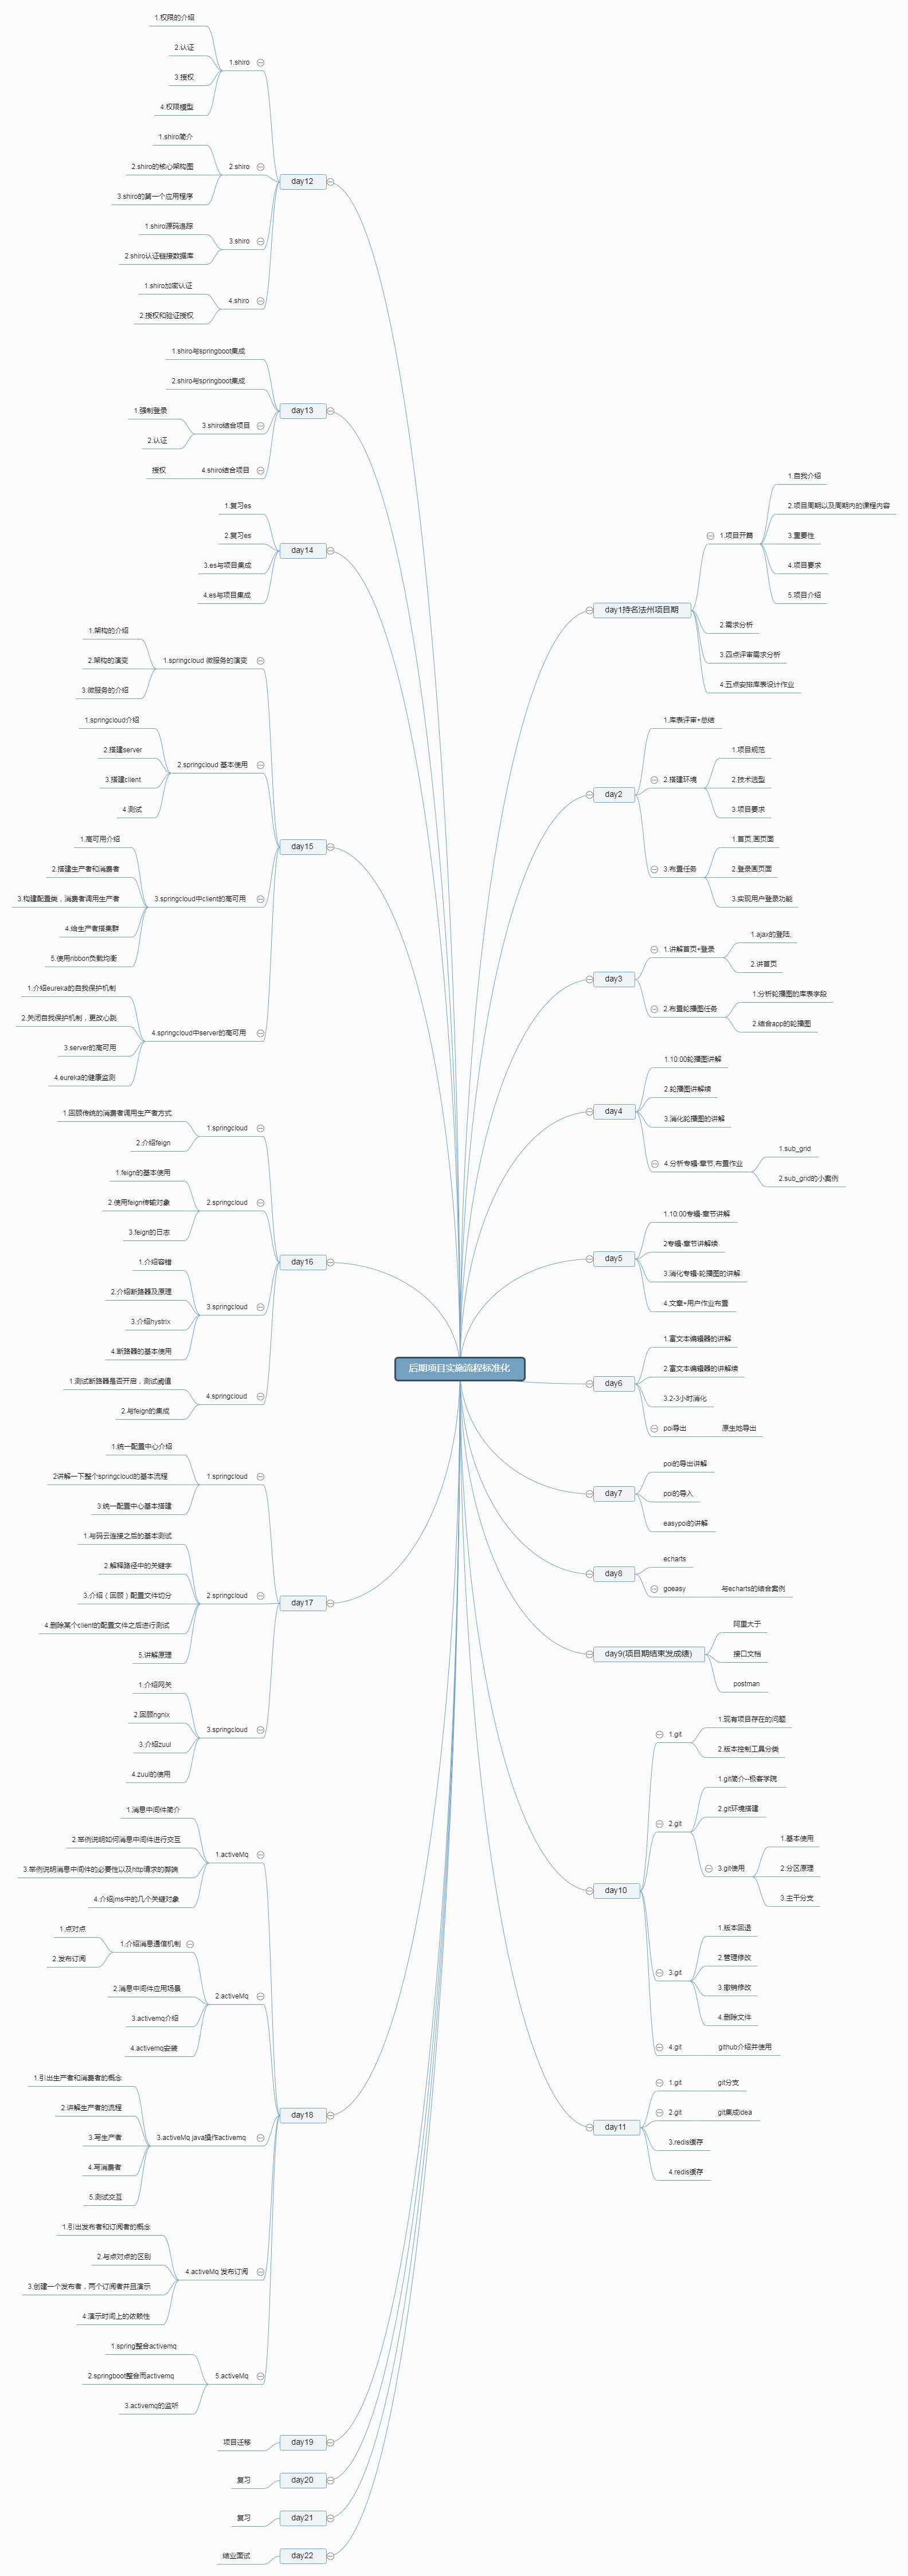 后期项目实施流程标准化
day1持名法州项目期
1.项目开篇
1.自我介绍
2.项目周期以及周期内的课程内容
3.重要性
4.项目要求
5.项目介绍
2.需求分析
3.四点评审需求分析
4.五点安排库表设计作业
day2
1.库表评审+总结
2.搭建环境
1.项目规范
2.技术选型
3.项目要求
3.布置任务
1.首页,画页面
2.登录画页面
3.实现用户登录功能
day3
1.讲解首页+登录
1.ajax的登陆,
2.讲首页
2.布置轮播图任务
1.分析轮播图的库表字段
2.结合app的轮播图
day4
1.10:00轮播图讲解
2.轮播图讲解续
3.消化轮播图的讲解
4.分析专辑-章节,布置作业
1.sub_grid
2.sub_grid的小案例
day5
1.10:00专辑-章节讲解
2专辑-章节讲解续
3.消化专辑-轮播图的讲解
4.文章+用户作业布置
day6
1.富文本编辑器的讲解
2.富文本编辑器的讲解续
3.2-3小时消化
poi导出
原生地导出
day7
poi的导出讲解
poi的导入
easypoi的讲解
day8
echarts
goeasy
与echarts的结合案例
day9(项目期结束发成绩)
阿里大于
接口文档
postman
day10
1.git
1.现有项目存在的问题
2.版本控制工具分类
2.git
1.git简介--极客学院
2.git环境搭建
3.git使用
1.基本使用
2.分区原理
3.主干分支
3.git
1.版本回退
2.管理修改
3.撤销修改
4.删除文件
4.git
github介绍并使用
day11
1.git
git分支
2.git
git集成idea
3.redis缓存
4.redis缓存
day12
1.shiro
1.权限的介绍
2.认证
3.授权
4.权限模型
2.shiro
1.shiro简介
2.shiro的核心架构图
3.shiro的第一个应用程序
3.shiro
1.shiro源码追踪
2.shiro认证链接数据库
4.shiro
1.shiro加密认证
2.授权和验证授权
day13
1.shiro与springboot集成
2.shiro与springboot集成
3.shiro结合项目
1.强制登录
2.认证
4.shiro结合项目
授权
day14
1.复习es
2.复习es
3.es与项目集成
4.es与项目集成
day15
1.springcloud 微服务的演变
1.架构的介绍
2.架构的演变
3.微服务的介绍
2.springcloud 基本使用
1.springcloud介绍
2.搭建server
3.搭建client
4.测试
3.springcloud中client的高可用
1.高可用介绍
2.搭建生产者和消费者
3.构建配置类，消费者调用生产者
4.给生产者搭集群
5.使用ribbon负载均衡
4.springcloud中server的高可用
1.介绍eureka的自我保护机制
2.关闭自我保护机制，更改心跳
3.server的高可用
4.eureka的健康监测
day16
1.springcloud
1.回顾传统的消费者调用生产者方式
2.介绍feign
2.springcloud
1.feign的基本使用
2.使用feign传输对象
3.feign的日志
3.springcloud
1.介绍容错
2.介绍断路器及原理
3.介绍hystrix
4.断路器的基本使用
4.springcloud
1.测试断路器是否开启，测试阈值
2.与feign的集成
day17
1.springcloud
1.统一配置中心介绍
2讲解一下整个springcloud的基本流程
3.统一配置中心基本搭建
2.springcloud
1.与码云连接之后的基本测试
2.解释路径中的关键字
3.介绍（回顾）配置文件切分
4.删除某个client的配置文件之后进行测试
5.讲解原理
3.springcloud
1.介绍网关
2.回顾ngnix
3.介绍zuul
4.zuul的使用
day18
1.activeMq
1.消息中间件简介
2.举例说明如何消息中间件进行交互
3.举例说明消息中间件的必要性以及http请求的弊端
4.介绍jms中的几个关键对象
2.activeMq
1.介绍消息通信机制
1.点对点
2.发布订阅
2.消息中间件应用场景
3.activemq介绍
4.activemq安装
3.activeMq java操作activemq
1.引出生产者和消费者的概念
2.讲解生产者的流程
3.写生产者
4.写消费者
5.测试交互
4.activeMq 发布订阅
1.引出发布者和订阅者的概念
2.与点对点的区别
3.创建一个发布者，两个订阅者并且演示
4.演示时间上的依赖性
5.activeMq
1.spring整合activemq
2.springboot整合而activemq
3.activemq的监听
day19
项目迁移
day20
复习
day21
复习
day22
结业面试